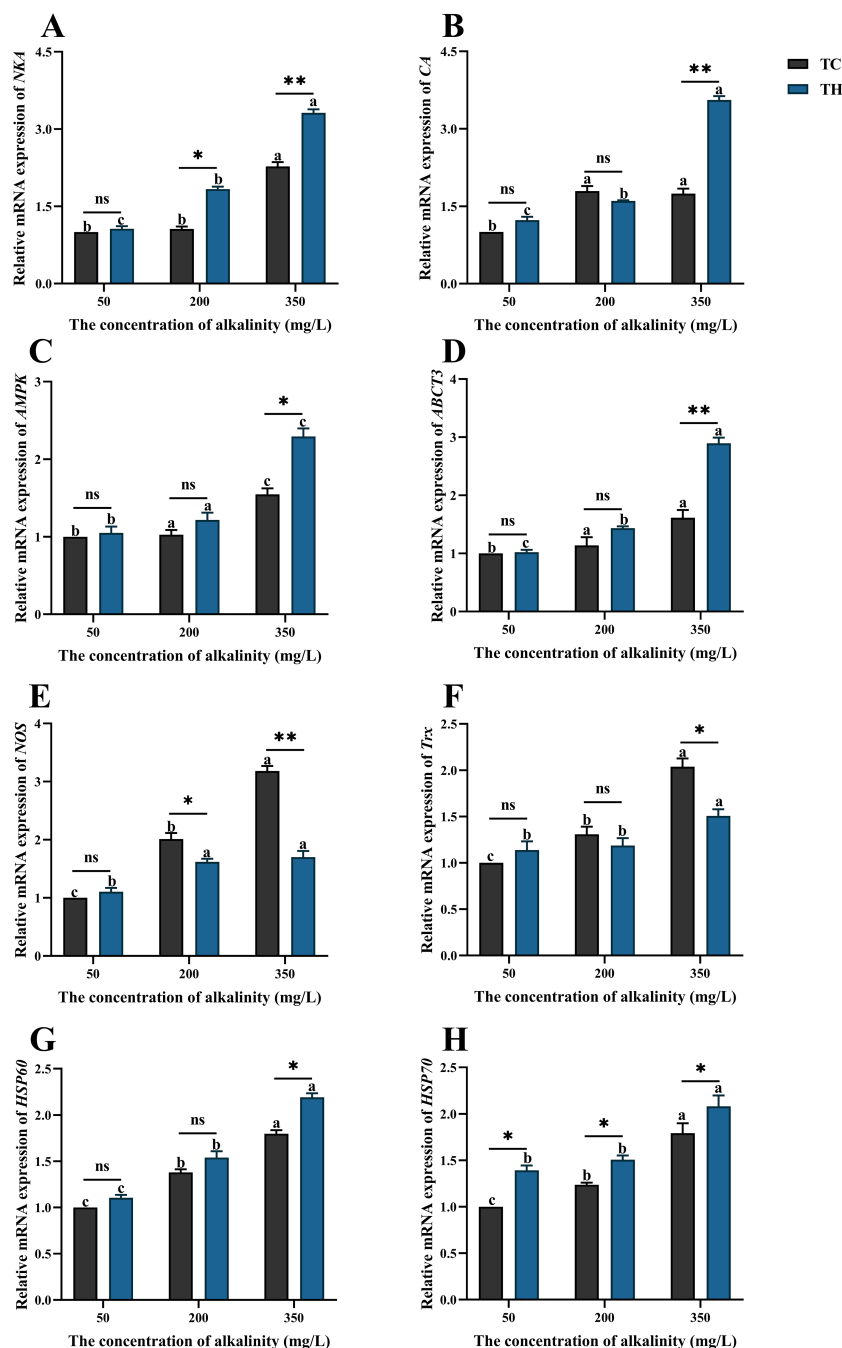 A
Relative mRNA expression of NKA
4.5
3.0
1.5
0.0
ns
*
**
b c
b b
a a
50 200 350
The concentration of alkalinity (mg/L)
B
Relative mRNA expression of CA
4.5
3.0
1.5
0.0
ns
ns
**
b c
a b
a a
50 200 350
The concentration of alkalinity (mg/L)
TC
TH
C
Relative mRNA expression of AMPK
3
2
1
0
ns
ns
*
b b
a a
c c
50 200 350
The concentration of alkalinity (mg/L)
D
Relative mRNA expression of ABCT3
4
3
2
1
0
ns
ns
**
b c
a b
a a
50 200 350
The concentration of alkalinity (mg/L)
E
Relative mRNA expression of NOS
4
3
2
1
0
ns
*
**
c b
b a
a a
50 200 350
The concentration of alkalinity (mg/L)
F
Relative mRNA expression of Trx
2.5
2.0
1.5
1.0
0.5
0.0
ns
ns
*
c b
b b
a a
50 200 350
The concentration of alkalinity (mg/L)
G
Relative mRNA expression of HSP60
2.5
2.0
1.5
1.0
0.5
0.0
ns
ns
*
c c
b b
a a
50 200 350
The concentration of alkalinity (mg/L)
H
Relative mRNA expression of HSP70
2.5
2.0
1.5
1.0
0.5
0.0
*
*
*
c b
b b
a a
50 200 350
The concentration of alkalinity (mg/L)